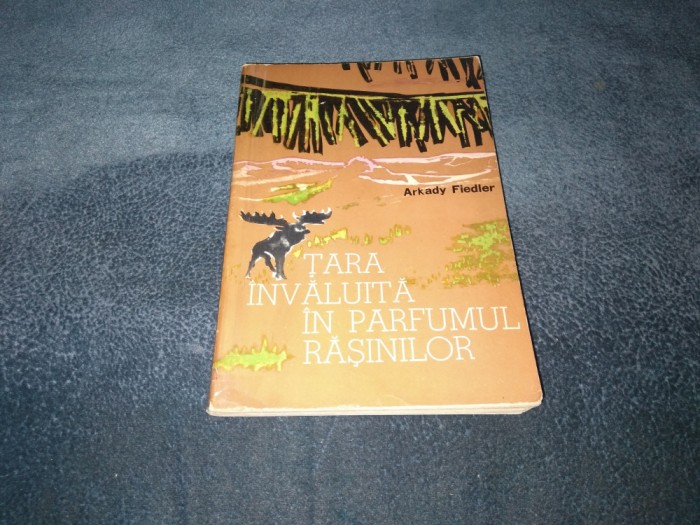 Arkady Fiedler
ȚARA
ÎNVĂLUITĂ
ÎN PARFUMUL
RĂȘINILOR